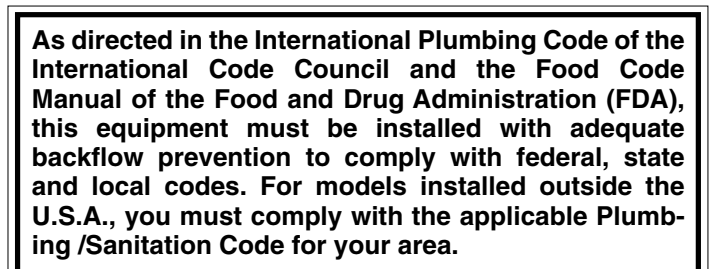 As directed in the International Plumbing Code of the
International Code Council and the Food Code
Manual of the Food and Drug Administration (FDA),
this equipment must be installed with adequate
backflow prevention to comply with federal, state
and local codes. For models installed outside the
U.S.A., you must comply with the applicable Plumb-
ing /Sanitation Code for your area.